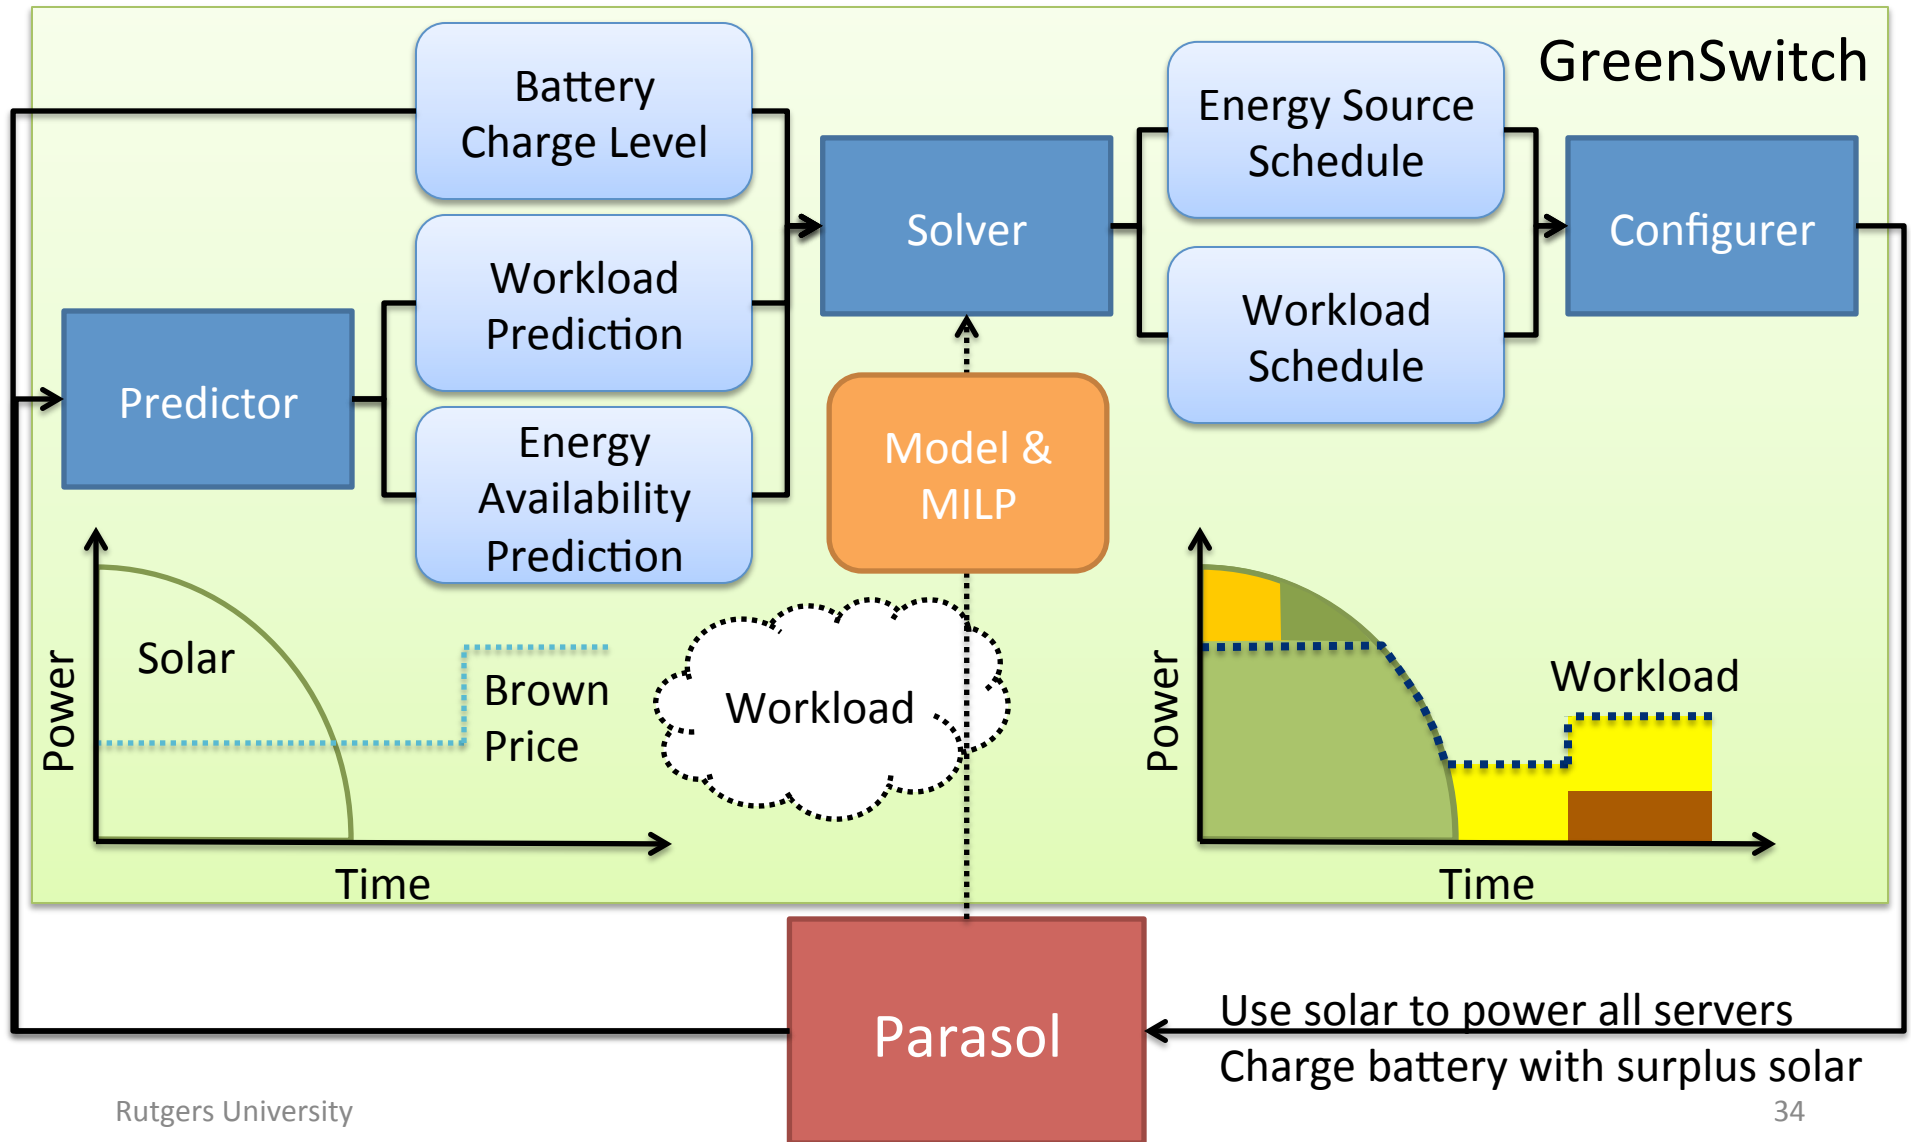 GreenSwitch
Battery
Charge Level
Energy Source
Schedule
Solver
Configurer
Workload
Prediction
Workload
Schedule
Predictor
Energy
Availability
Prediction
Model &
MILP
Power
Solar
Brown
Price
Time
Workload
Power
Workload
Time
Parasol
Use solar to power all servers
Charge battery with surplus solar
Rutgers University
34